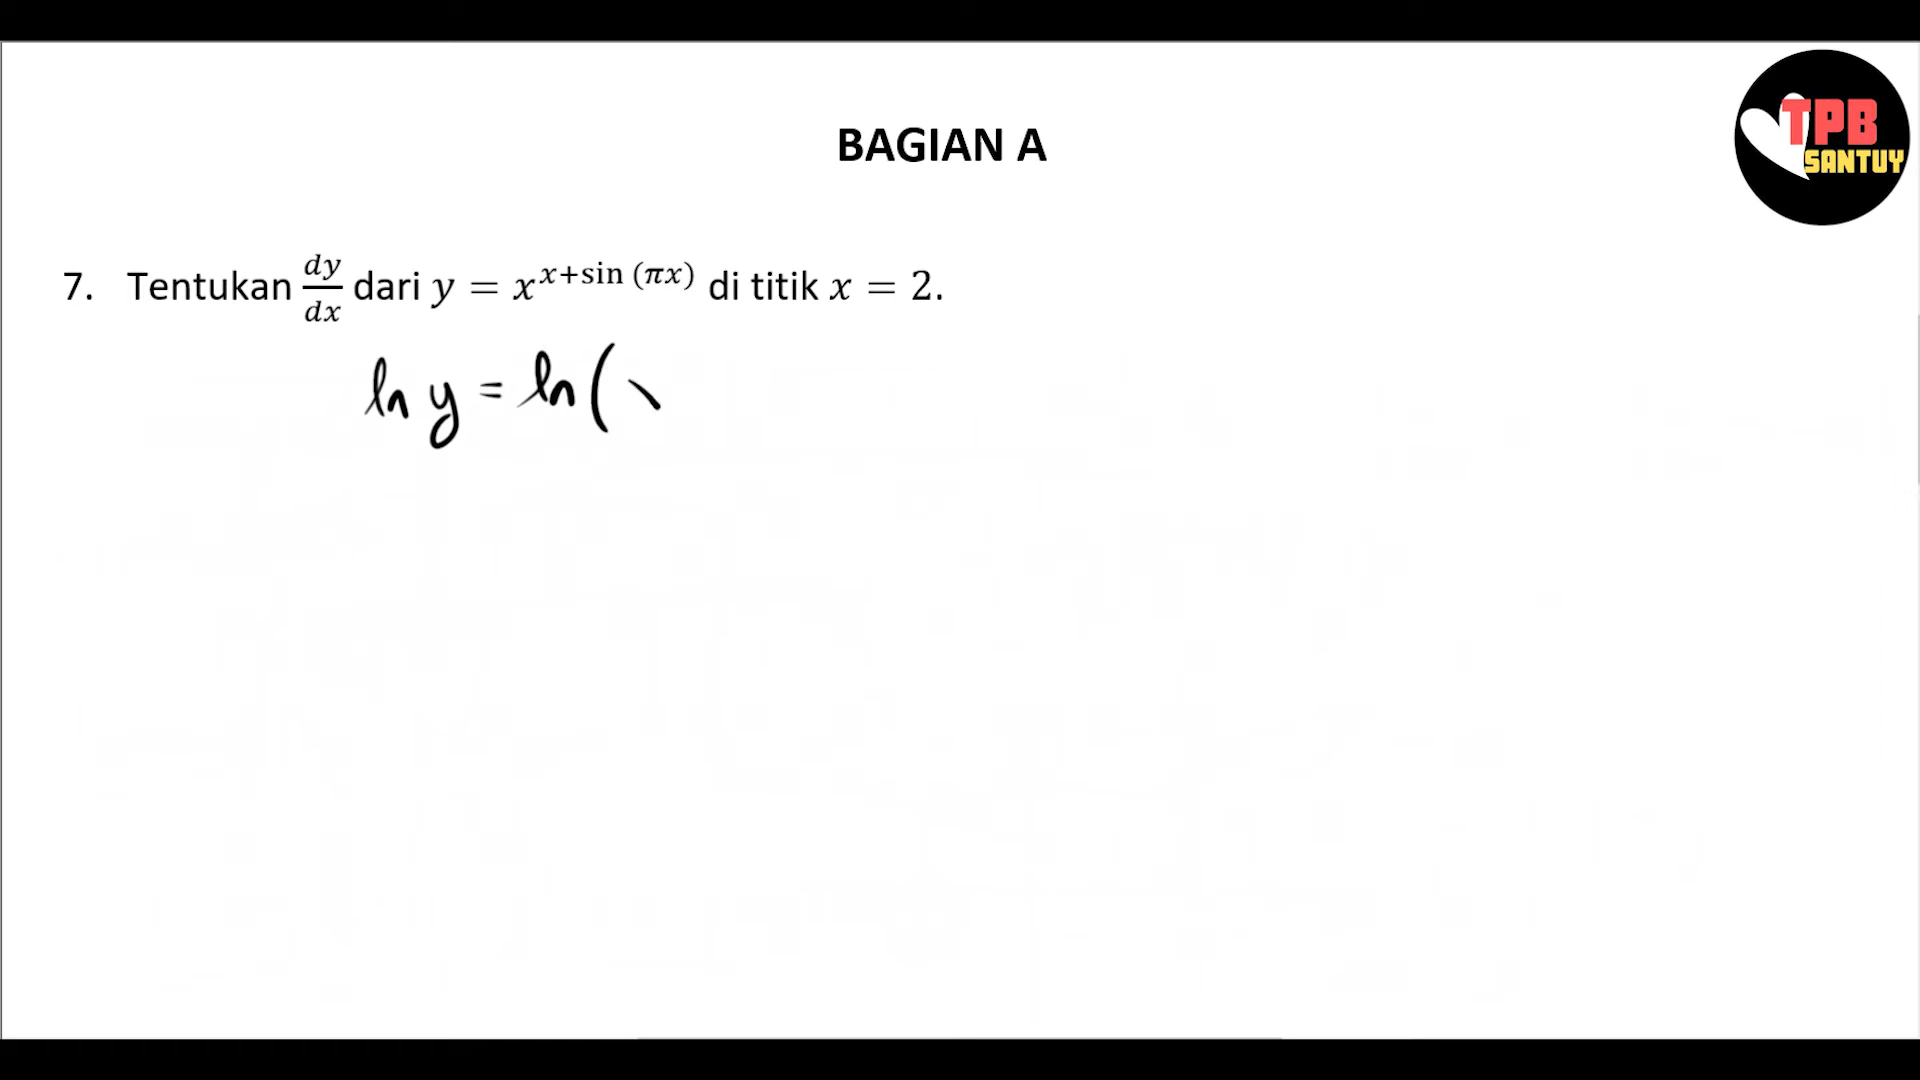 TPB
SANTUY
BAGIAN A
7. Tentukan dy/dx dari y = x^{x+sin (πx)} di titik x = 2.
ln y = ln (